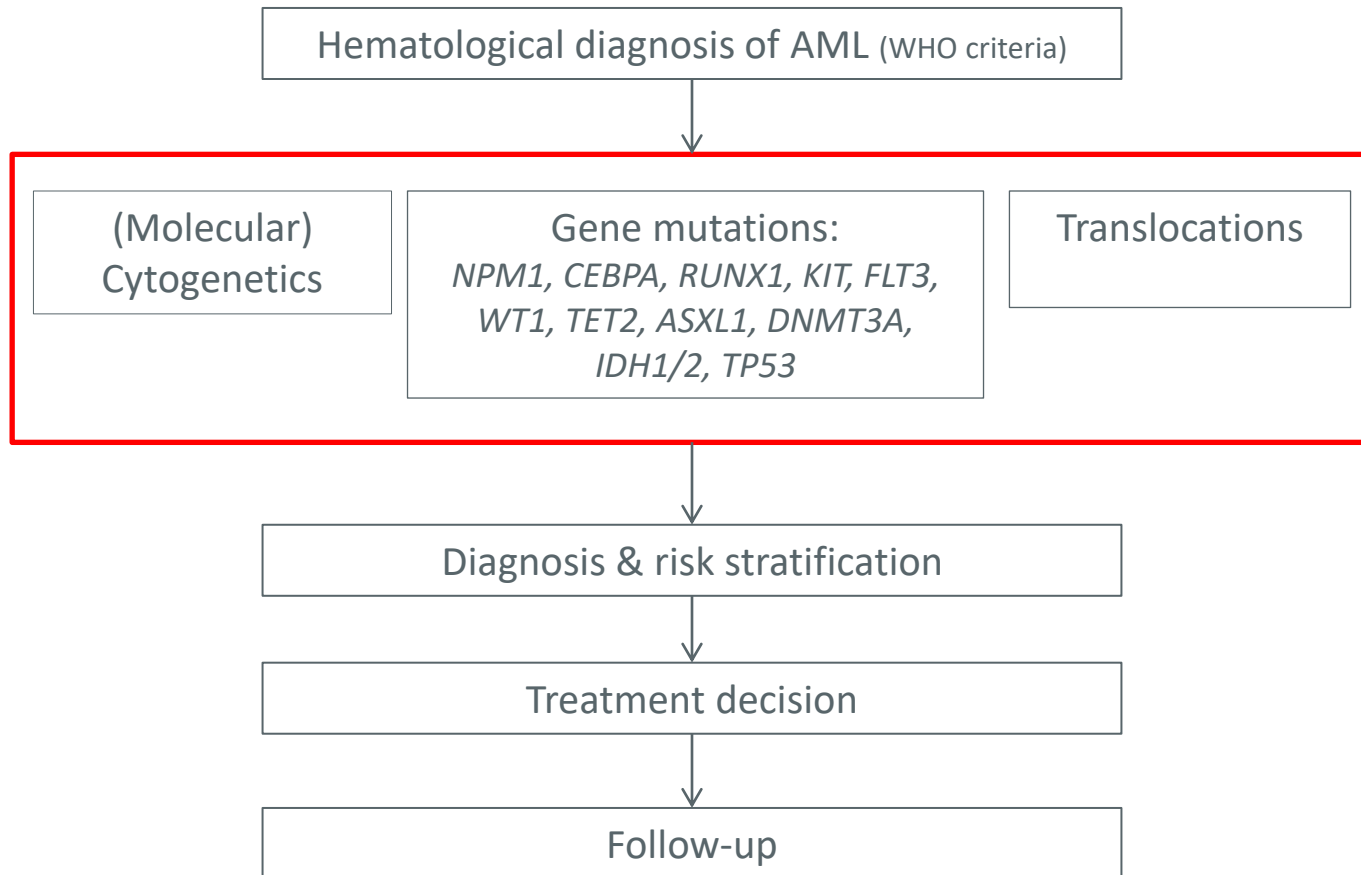 Hematological diagnosis of AML (WHO criteria)
(Molecular)
Cytogenetics
Gene mutations:
NPM1, CEBPA, RUNX1, KIT, FLT3,
WT1, TET2, ASXL1, DNMT3A,
IDH1/2, TP53
Translocations
Diagnosis & risk stratification
Treatment decision
Follow-up